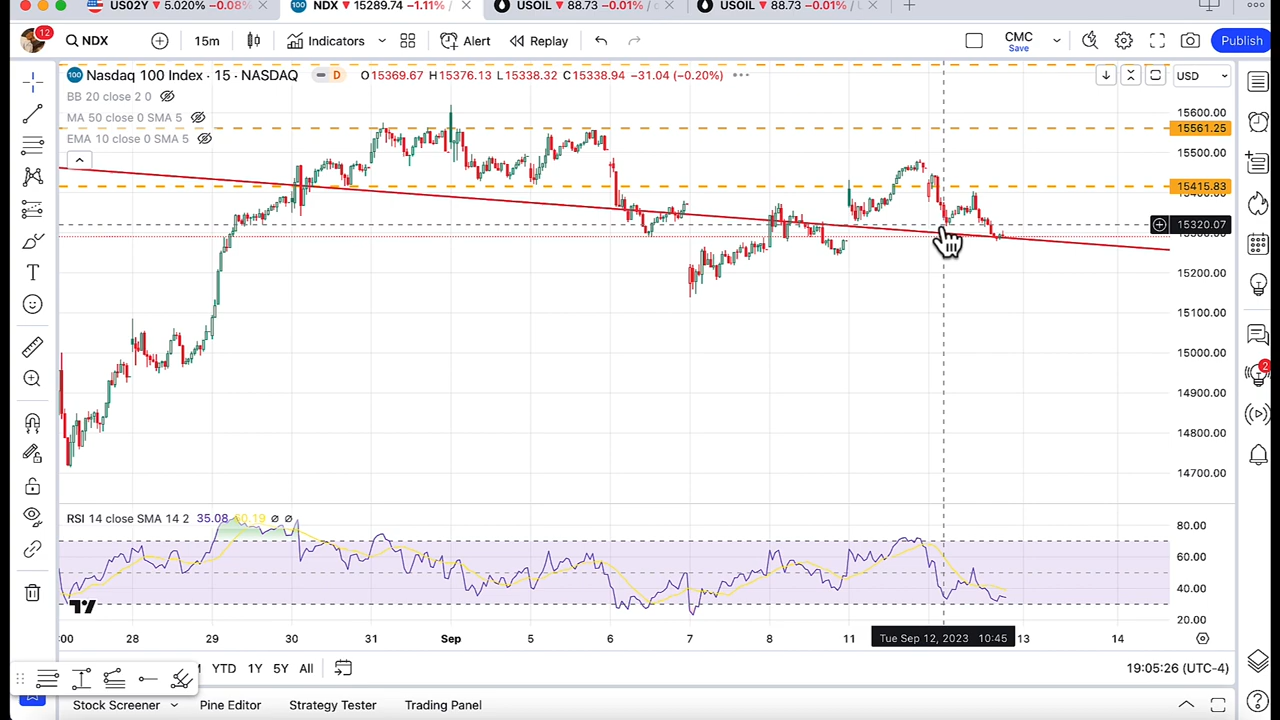 US02Y ▼ 5.020% −0.08%
NDX ▼ 15289.74 −1.11%
USOIL ▼ 88.73 −0.01%
USOIL ▼ 88.73 −0.01%
12
NDX
15m
Indicators
Alert
Replay
CMC
Save
Publish
Nasdaq 100 Index · 15 · NASDAQ
D
O15369.67 H15376.13 L15338.32 C15338.94 −31.04 (−0.20%)
USD
BB 20 close 2 0
MA 50 close 0 SMA 5
EMA 10 close 0 SMA 5
15600.00
15561.25
15500.00
15415.83
15320.07
15200.00
15100.00
15000.00
14900.00
14800.00
14700.00
2
RSI 14 close SMA 14 2 35.08 60.19 ∅ ∅
80.00
60.00
40.00
20.00
:00 28 29 30 31 Sep 5 6 7 8 11 Tue Sep 12, 2023 10:45 13 14
YTD 1Y 5Y All
19:05:26 (UTC-4)
Stock Screener Pine Editor Strategy Tester Trading Panel